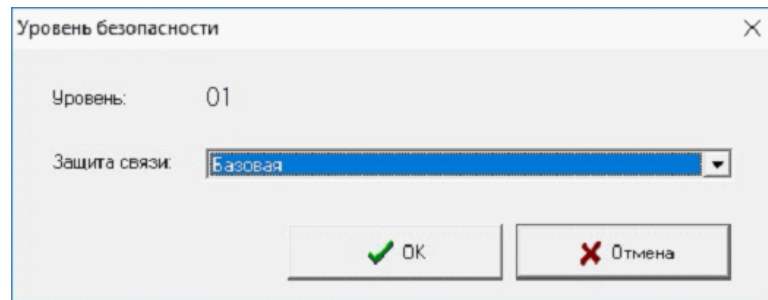 Уровень безопасности
Уровень: 01
Защита связи: Базовая
OK Отмена